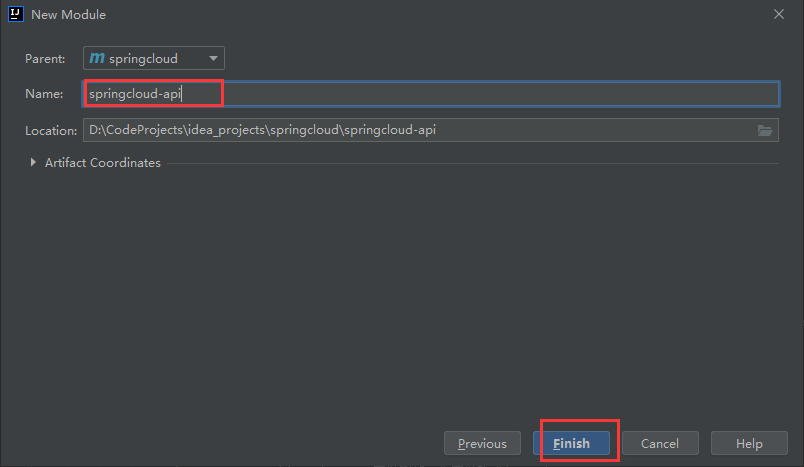 IJ New Module
Parent: m springcloud
Name: springcloud-api
Location: D:\CodeProjects\idea_projects\springcloud\springcloud-api
Artifact Coordinates
Previous Finish Cancel Help